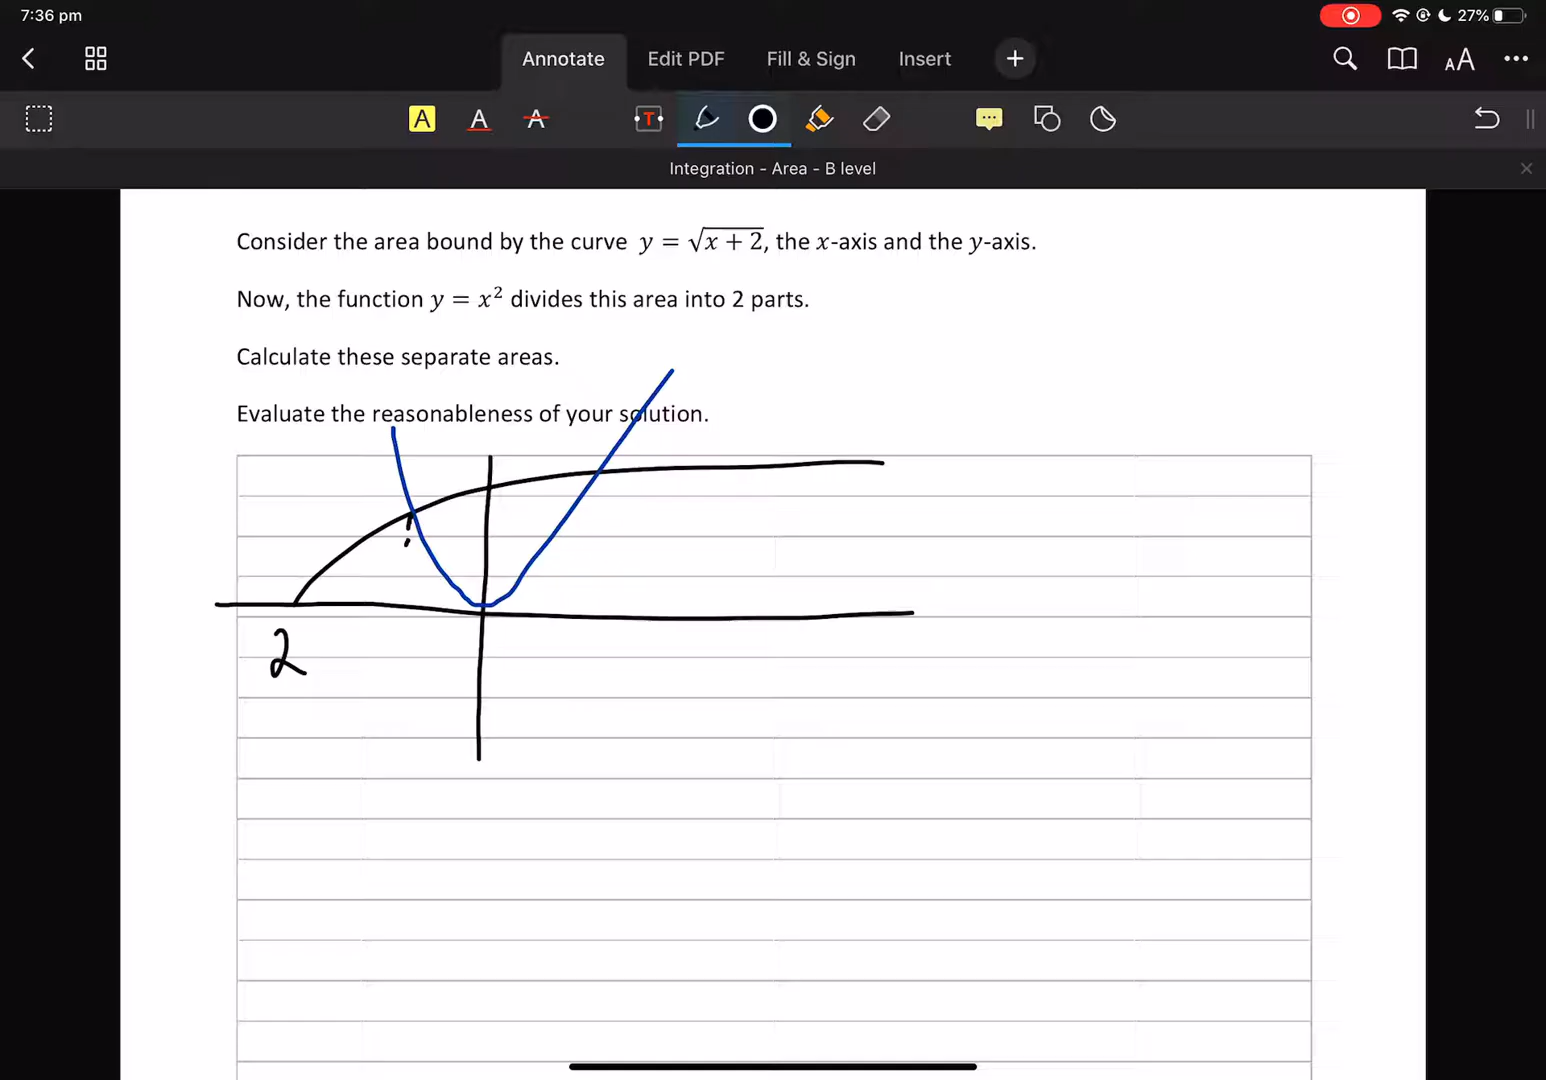 7:36 pm
27%
Annotate Edit PDF Fill & Sign Insert +
A A A T AA
Integration - Area - B level
Consider the area bound by the curve y = √x + 2, the x-axis and the y-axis.
Now, the function y = x² divides this area into 2 parts.
Calculate these separate areas.
Evaluate the reasonableness of your solution.
2